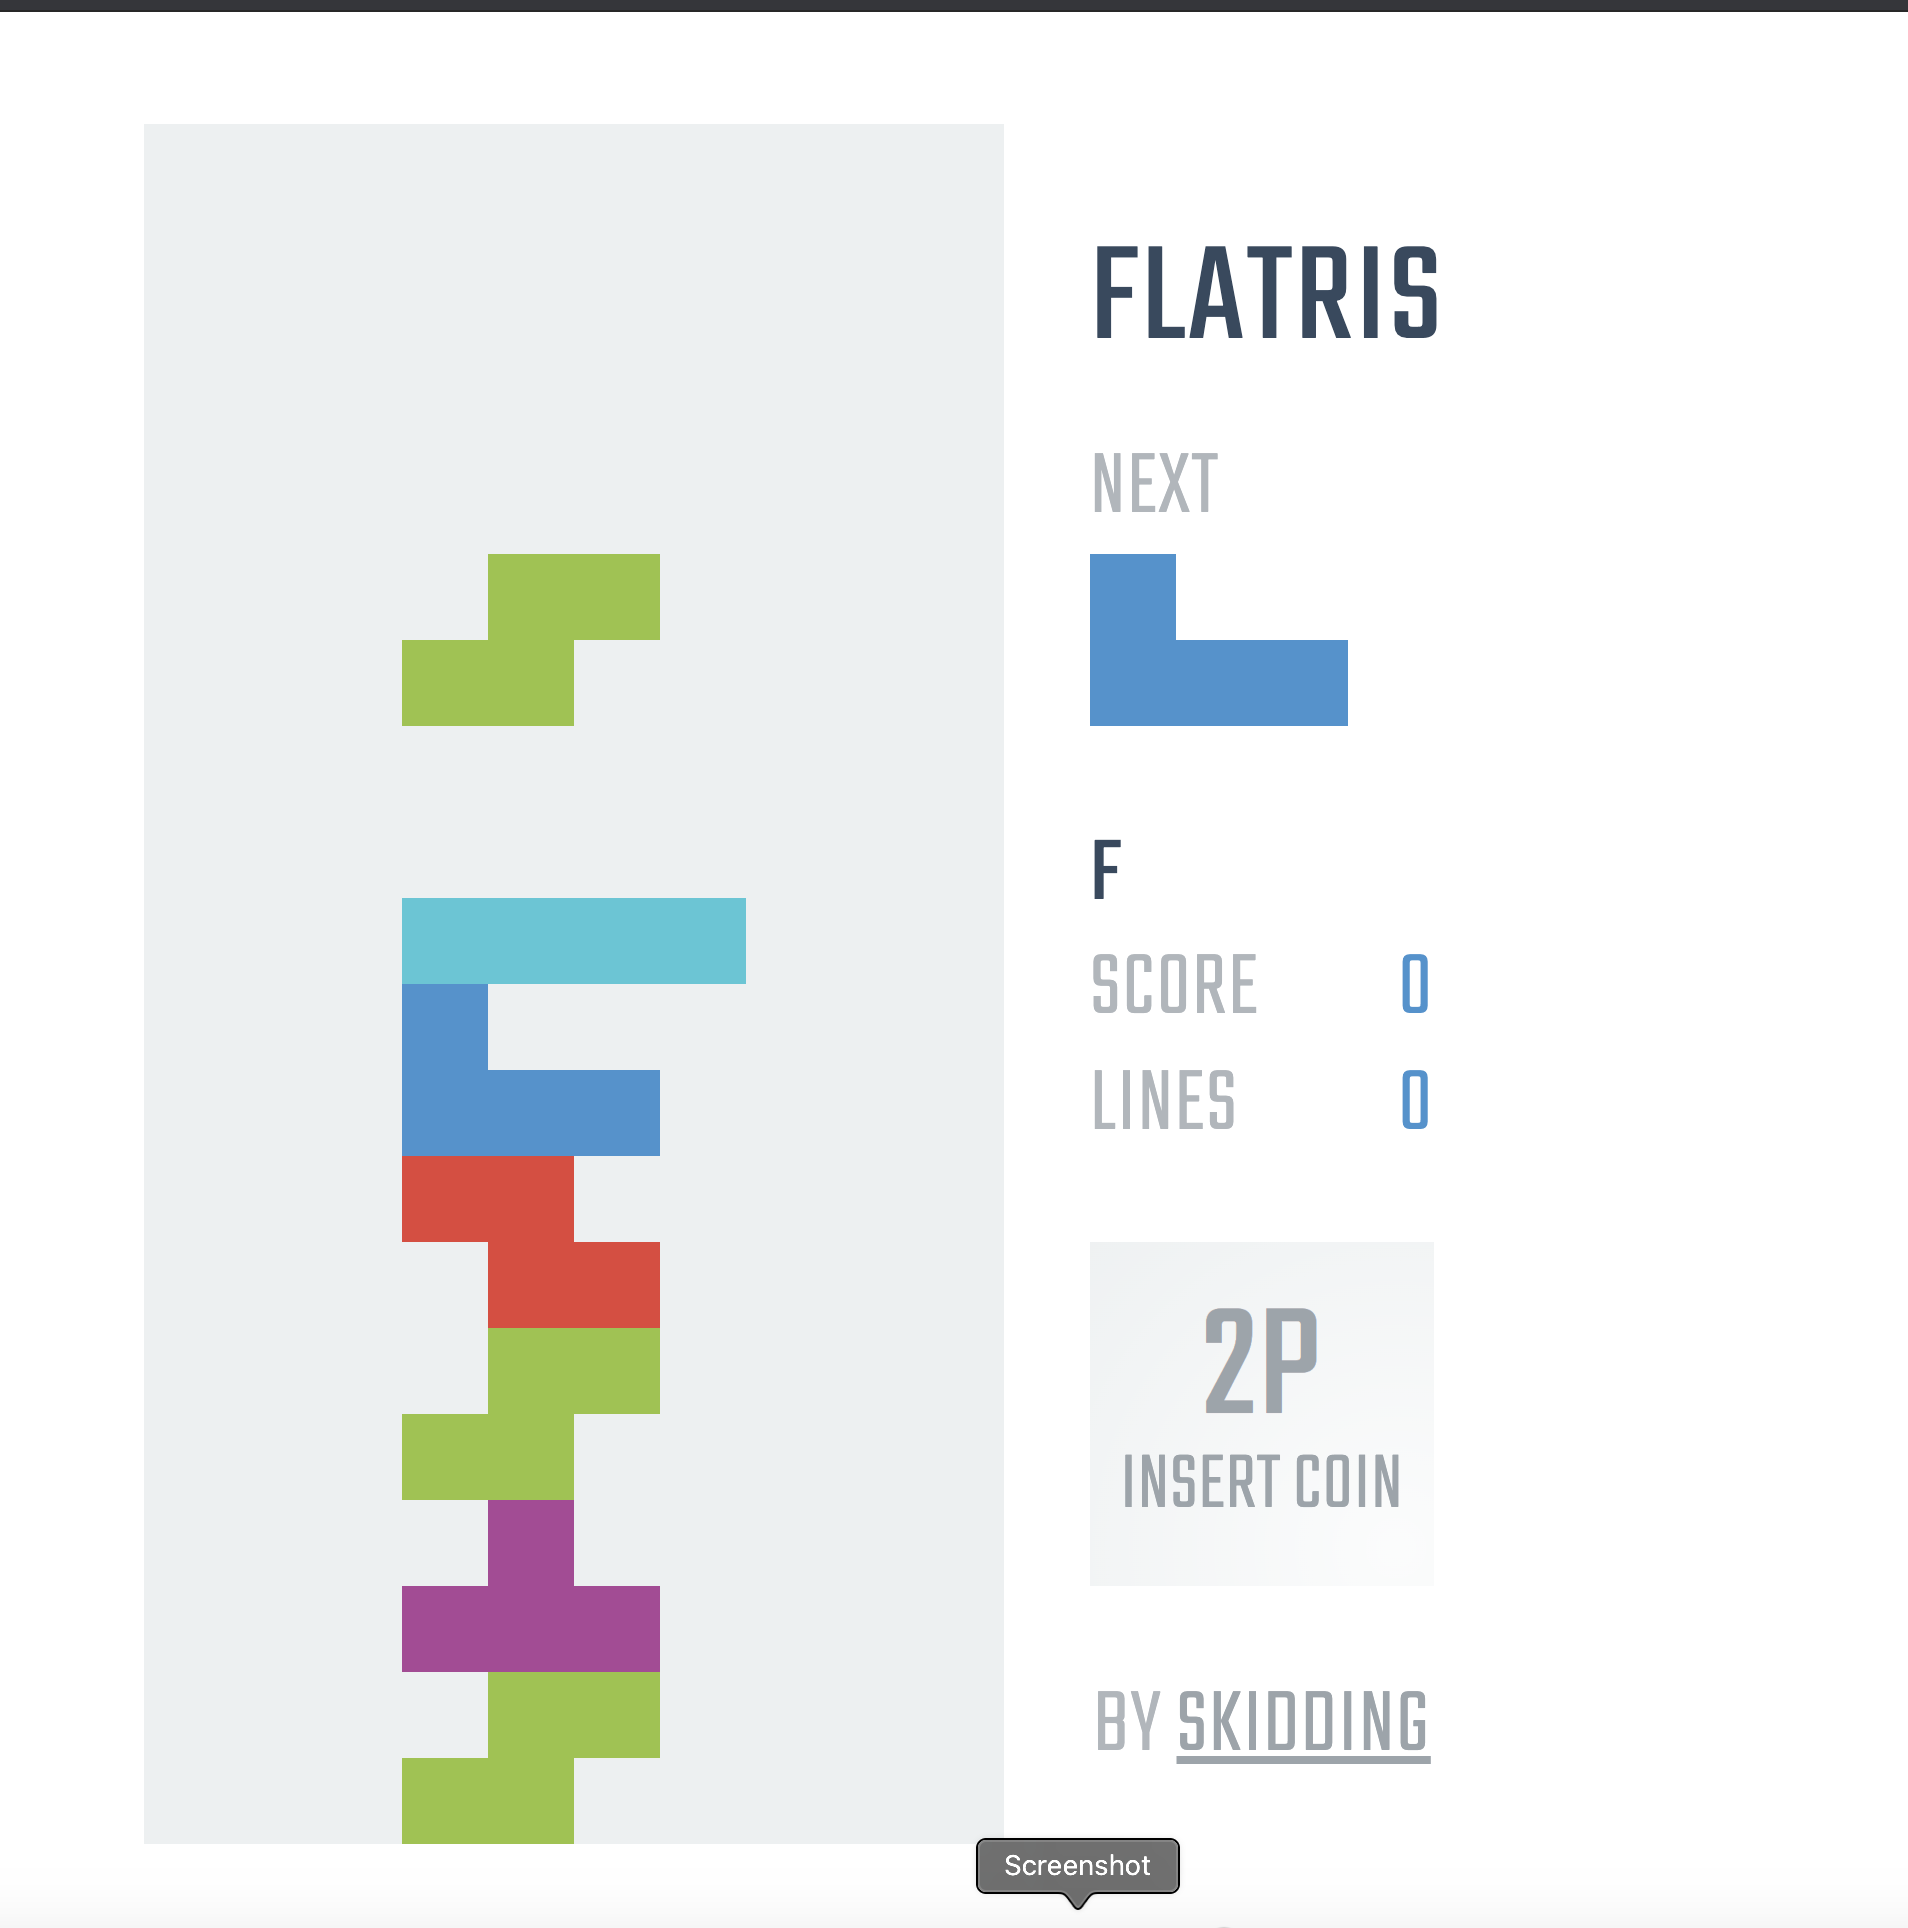 FLATRIS
NEXT
F
SCORE 0
LINES 0
2P
INSERT COIN
BY SKIDDING
Screenshot